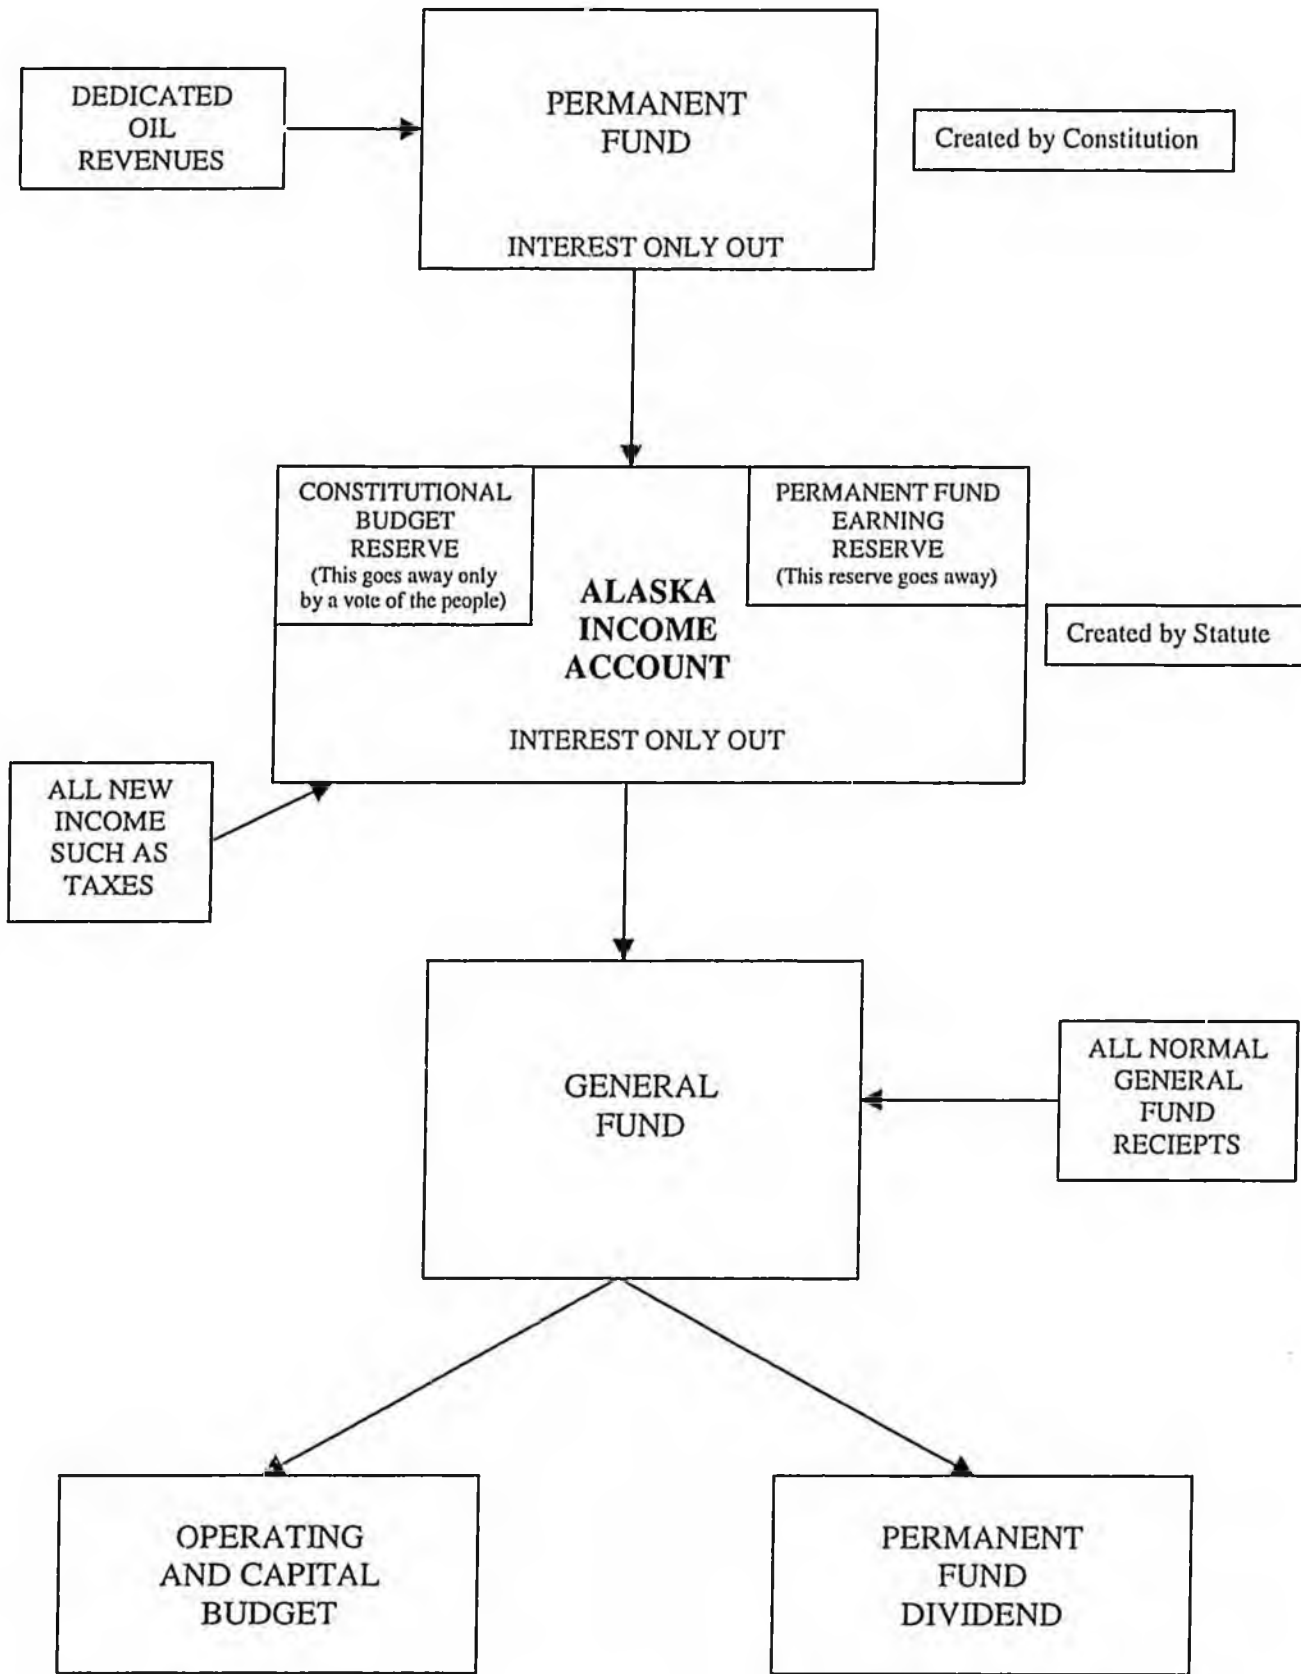 DEDICATED
OIL
REVENUES
PERMANENT
FUND
INTEREST ONLY OUT
Created by Constitution
CONSTITUTIONAL
BUDGET
RESERVE
(This goes away only
by a vote of the people)
ALASKA
INCOME
ACCOUNT
INTEREST ONLY OUT
PERMANENT FUND
EARNING
RESERVE
(This reserve goes away)
Created by Statute
ALL NEW
INCOME
SUCH AS
TAXES
GENERAL
FUND
ALL NORMAL
GENERAL
FUND
RECIEPTS
OPERATING
AND CAPITAL
BUDGET
PERMANENT
FUND
DIVIDEND